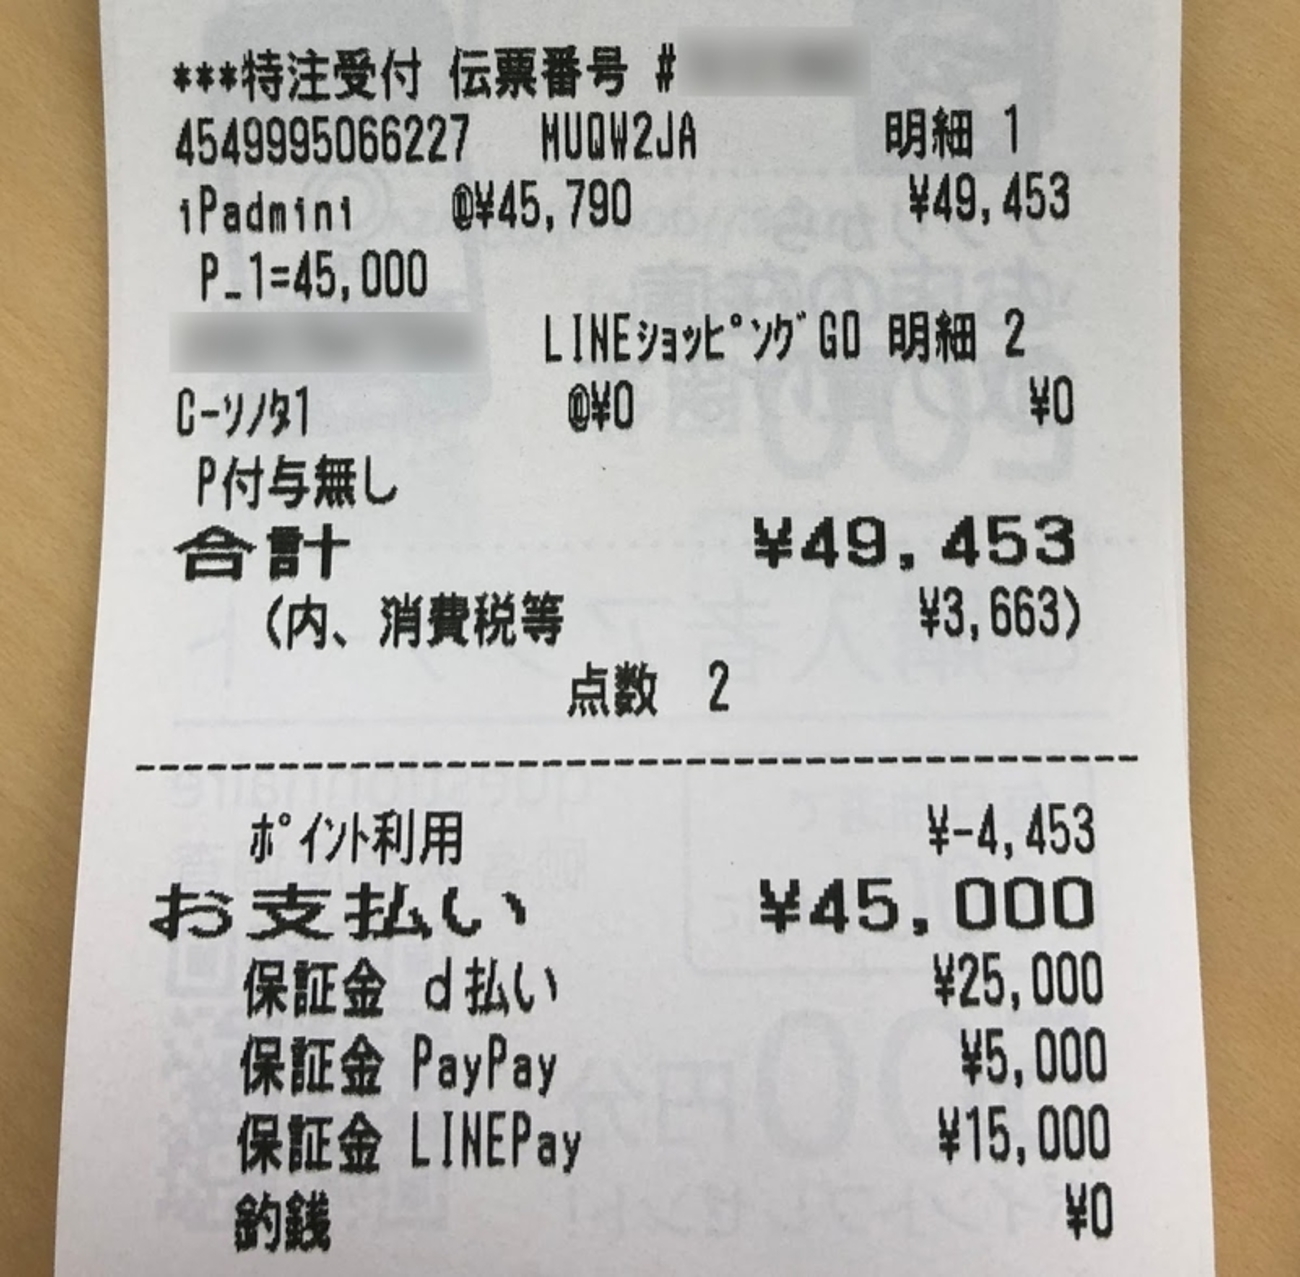 ***特注受付 伝票番号 #
4549995066227 MUQW2JA 明細 1
iPadmini @¥45,790 ¥49,453
P_1=45,000
LINEショッピングGO 明細 2
C-ソノタ1 @¥0 ¥0
P付与無し
合計 ¥49,453
(内、消費税等 ¥3,663)
点数 2
ポイント利用 ¥-4,453
お支払い ¥45,000
保証金 d払い ¥25,000
保証金 PayPay ¥5,000
保証金 LINEPay ¥15,000
釣銭 ¥0